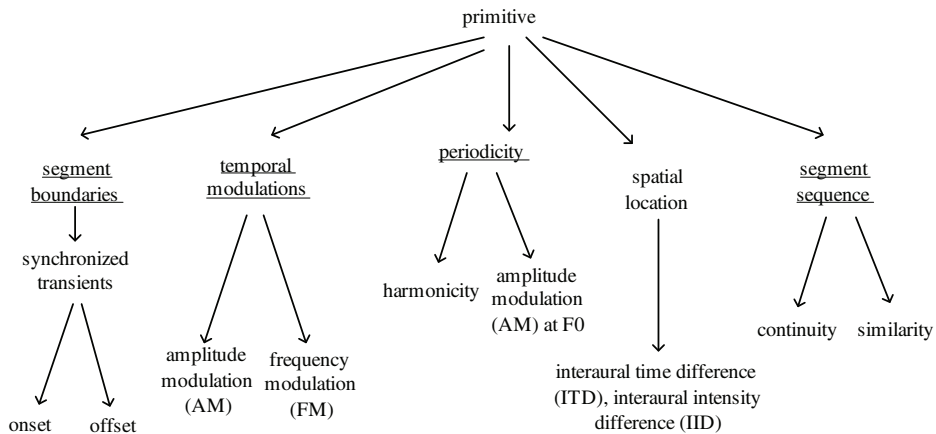 primitive
segment
boundaries
temporal
modulations
periodicity
spatial
location
segment
sequence
synchronized
transients
harmonicity
amplitude
modulation
(AM) at F0
continuity
similarity
amplitude
modulation
(AM)
frequency
modulation
(FM)
interaural time difference
(ITD), interaural intensity
difference (IID)
onset
offset